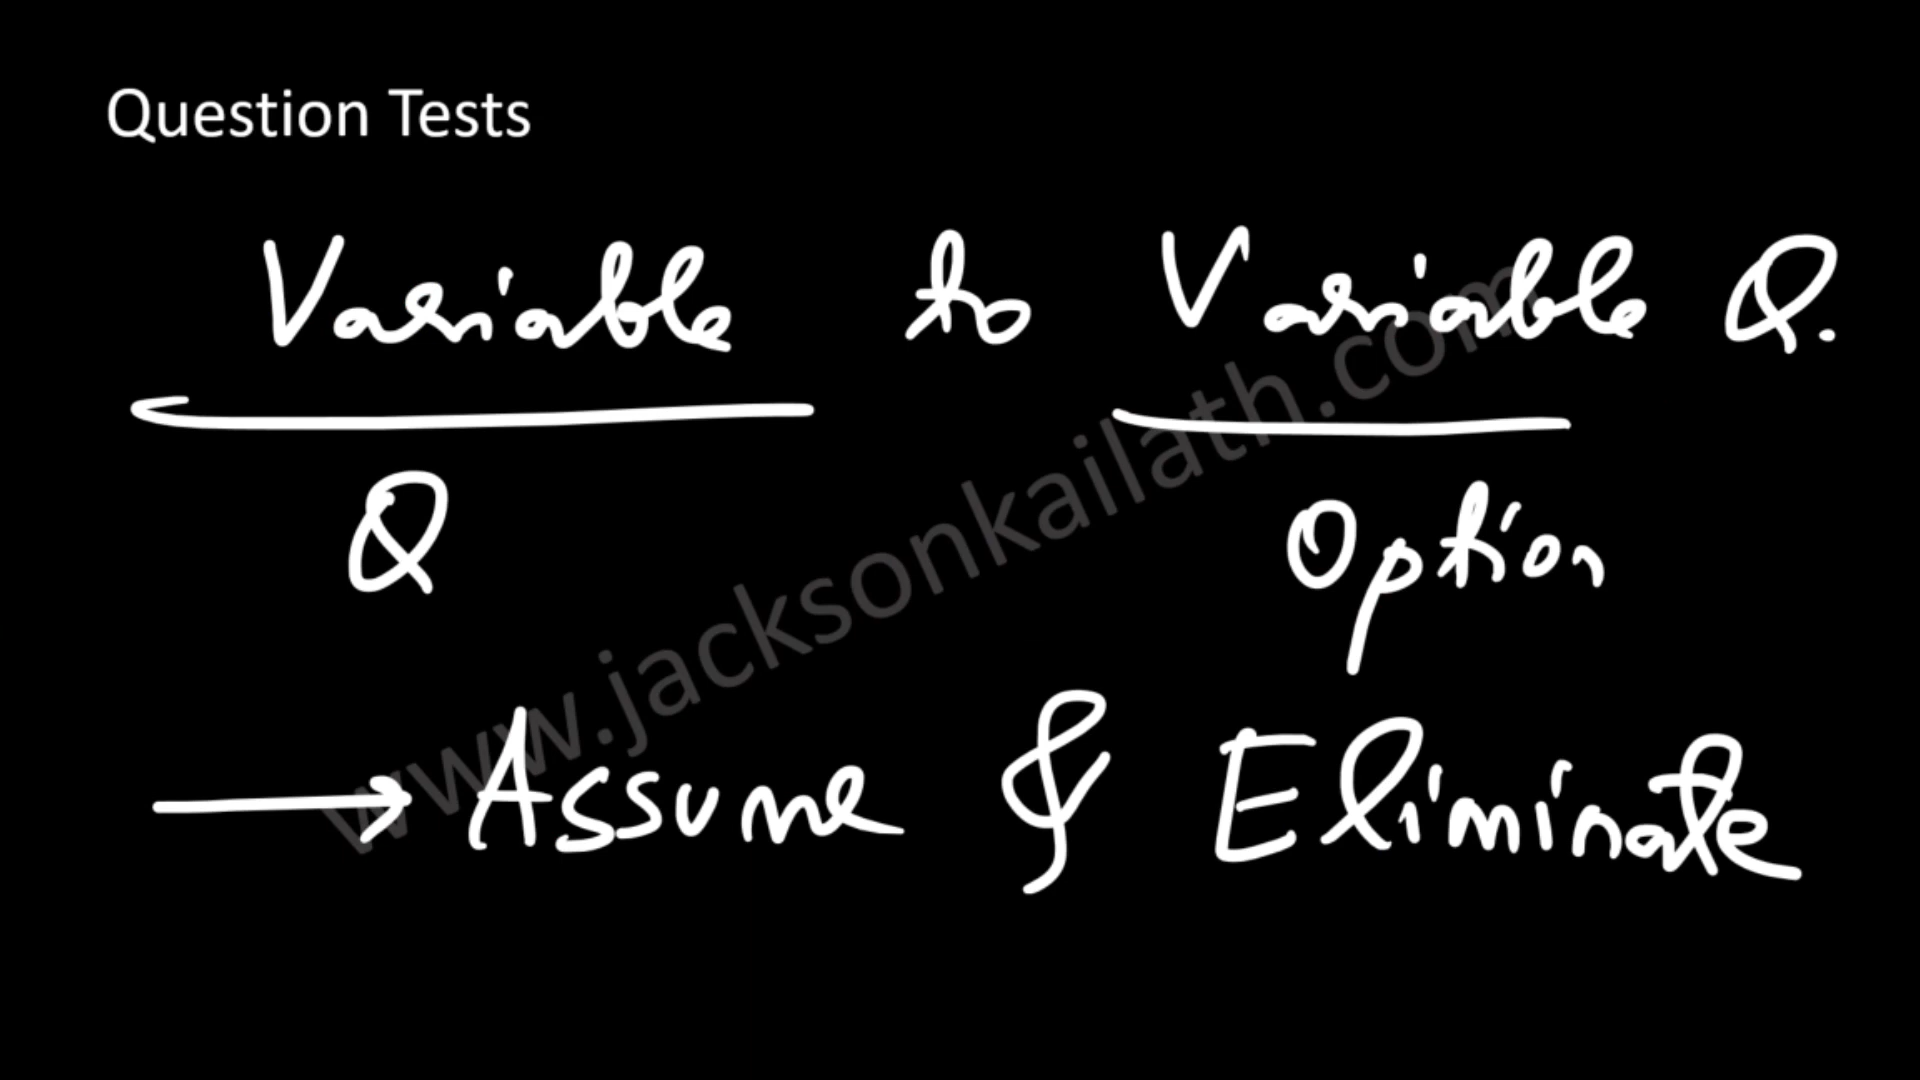 Question Tests
Variable to Variable Q.
Q Option
→ Assume & Eliminate
www.jacksonkailath.com